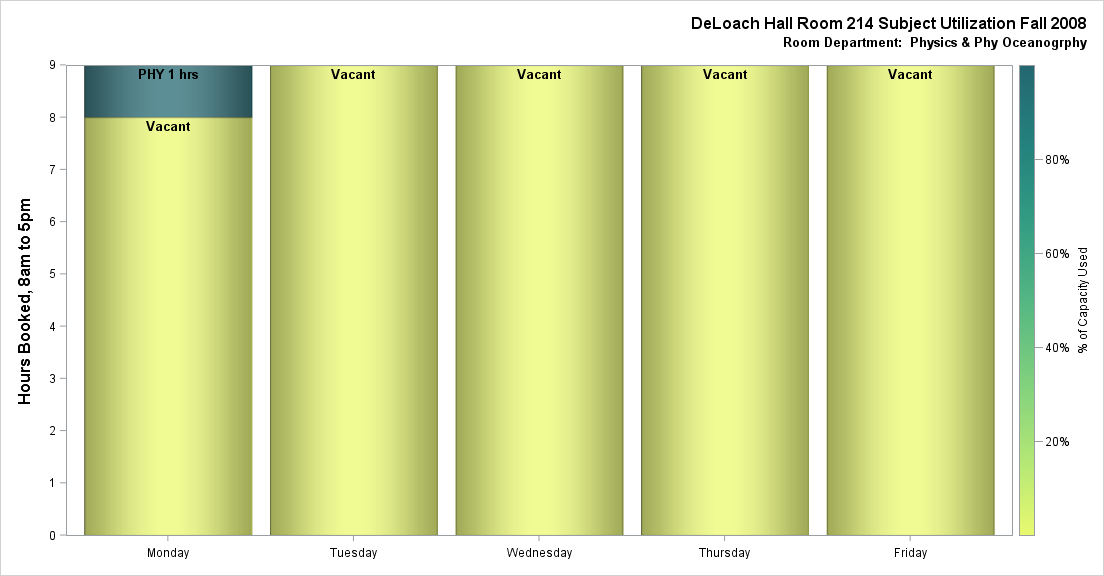 DeLoach Hall Room 214 Subject Utilization Fall 2008
Room Department:  Physics & Phy Oceanogrphy
Hours Booked, 8am to 5pm
9
8
7
6
5
4
3
2
1
0
PHY 1 hrs
Vacant
Vacant
Vacant
Vacant
Vacant
Monday
Tuesday
Wednesday
Thursday
Friday
80%
60%
40%
20%
% of Capacity Used